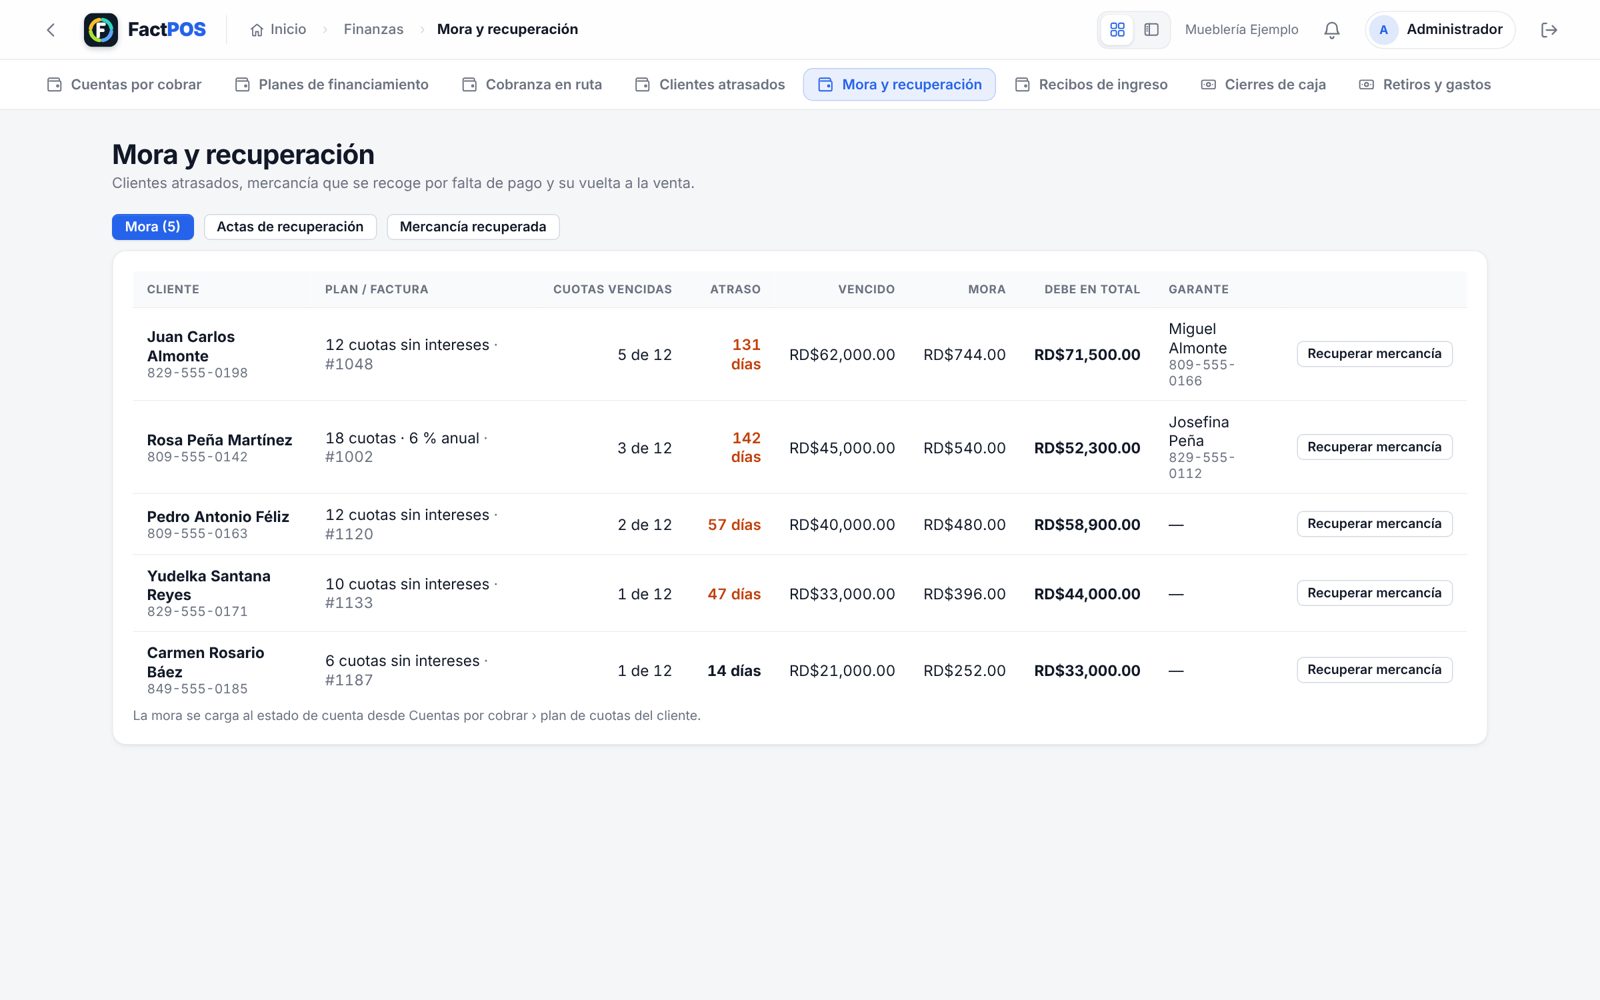 FactPOS
Inicio › Finanzas › Mora y recuperación
Mueblería Ejemplo
A Administrador
Cuentas por cobrar
Planes de financiamiento
Cobranza en ruta
Clientes atrasados
Mora y recuperación
Recibos de ingreso
Cierres de caja
Retiros y gastos
Mora y recuperación
Clientes atrasados, mercancía que se recoge por falta de pago y su vuelta a la venta.
Mora (5)
Actas de recuperación
Mercancía recuperada
CLIENTE PLAN / FACTURA CUOTAS VENCIDAS ATRASO VENCIDO MORA DEBE EN TOTAL GARANTE
Juan Carlos
Almonte
829-555-0198
12 cuotas sin intereses ·
#1048
5 de 12
131
días
RD$62,000.00
RD$744.00
RD$71,500.00
Miguel
Almonte
809-555-
0166
Recuperar mercancía
Rosa Peña Martínez
809-555-0142
18 cuotas · 6 % anual ·
#1002
3 de 12
142
días
RD$45,000.00
RD$540.00
RD$52,300.00
Josefina
Peña
829-555-
0112
Recuperar mercancía
Pedro Antonio Féliz
809-555-0163
12 cuotas sin intereses ·
#1120
2 de 12
57 días
RD$40,000.00
RD$480.00
RD$58,900.00
—
Recuperar mercancía
Yudelka Santana
Reyes
829-555-0171
10 cuotas sin intereses ·
#1133
1 de 12
47 días
RD$33,000.00
RD$396.00
RD$44,000.00
—
Recuperar mercancía
Carmen Rosario
Báez
849-555-0185
6 cuotas sin intereses ·
#1187
1 de 12
14 días
RD$21,000.00
RD$252.00
RD$33,000.00
—
Recuperar mercancía
La mora se carga al estado de cuenta desde Cuentas por cobrar › plan de cuotas del cliente.